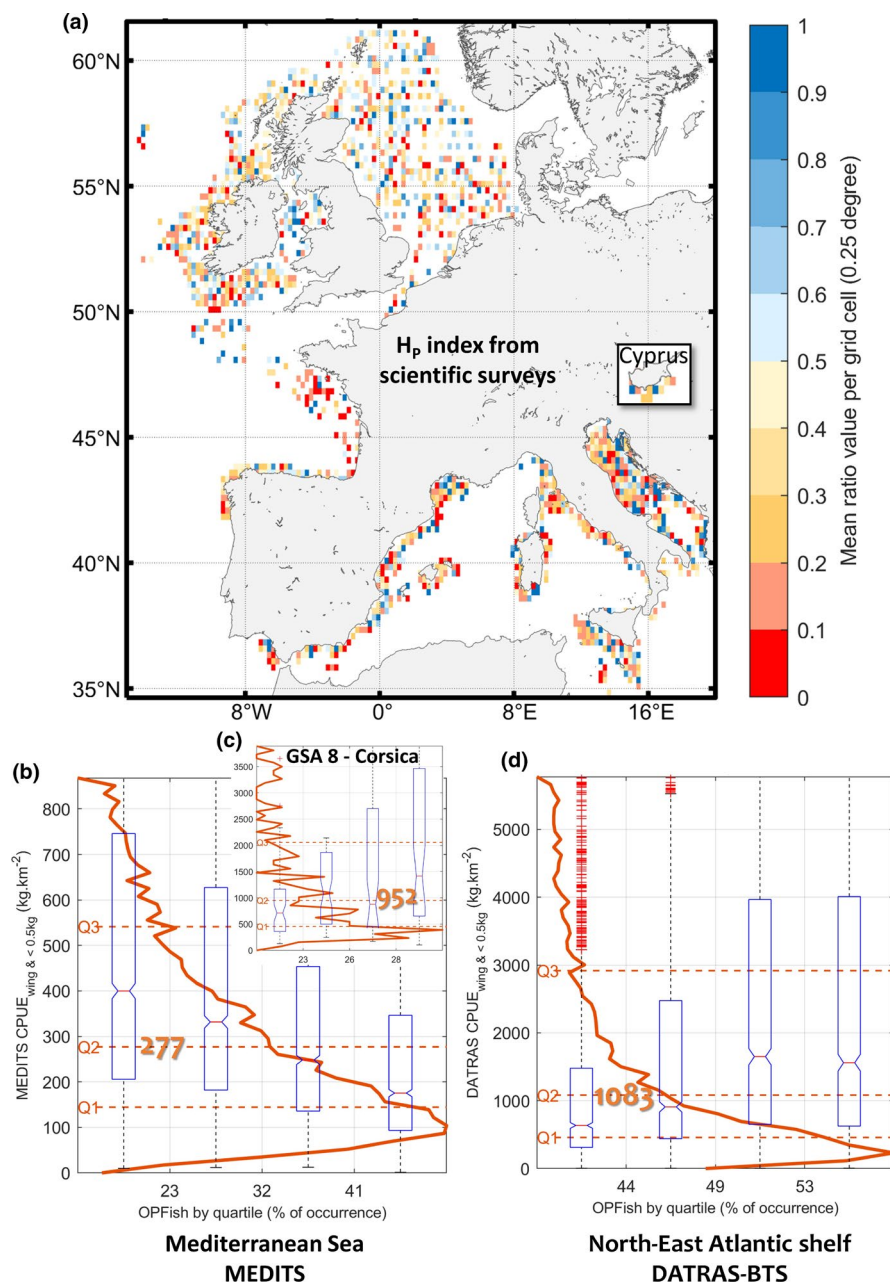 (a)
60°N
55°N
50°N
45°N
40°N
35°N
8°W
0°
8°E
16°E
H_P index from
scientific surveys
Cyprus
1
0.9
0.8
0.7
0.6
0.5
0.4
0.3
0.2
0.1
0
Mean ratio value per grid cell (0.25 degree)
(b)
MEDITS CPUE_wing & < 0.5kg (kg.km⁻²)
800
700
600
500
400
300
200
100
0
Q3
Q2
Q1
277
23
32
41
OPFish by quartile (% of occurrence)
Mediterranean Sea
MEDITS
(c)
GSA 8 - Corsica
3500
3000
2500
2000
1500
1000
500
0
Q3
Q2
Q1
952
23
26
28
(d)
DATRAS CPUE_wing & < 0.5kg (kg.km⁻²)
5000
4000
3000
2000
1000
0
Q3
Q2
Q1
1083
44
49
53
OPFish by quartile (% of occurrence)
North-East Atlantic shelf
DATRAS-BTS